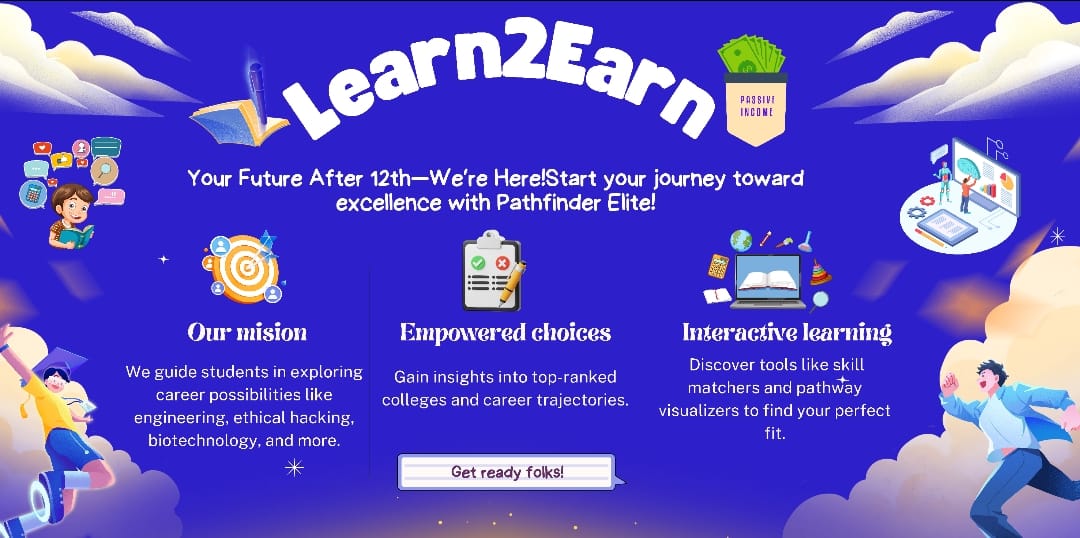 Learn2Earn
PASSIVE
INCOME
Your Future After 12th—We're Here!Start your journey toward
excellence with Pathfinder Elite!
Our mision
We guide students in exploring
career possibilities like
engineering, ethical hacking,
biotechnology, and more.
Empowered choices
Gain insights into top-ranked
colleges and career trajectories.
Interactive learning
Discover tools like skill
matchers and pathway
visualizers to find your perfect
fit.
Get ready folks!